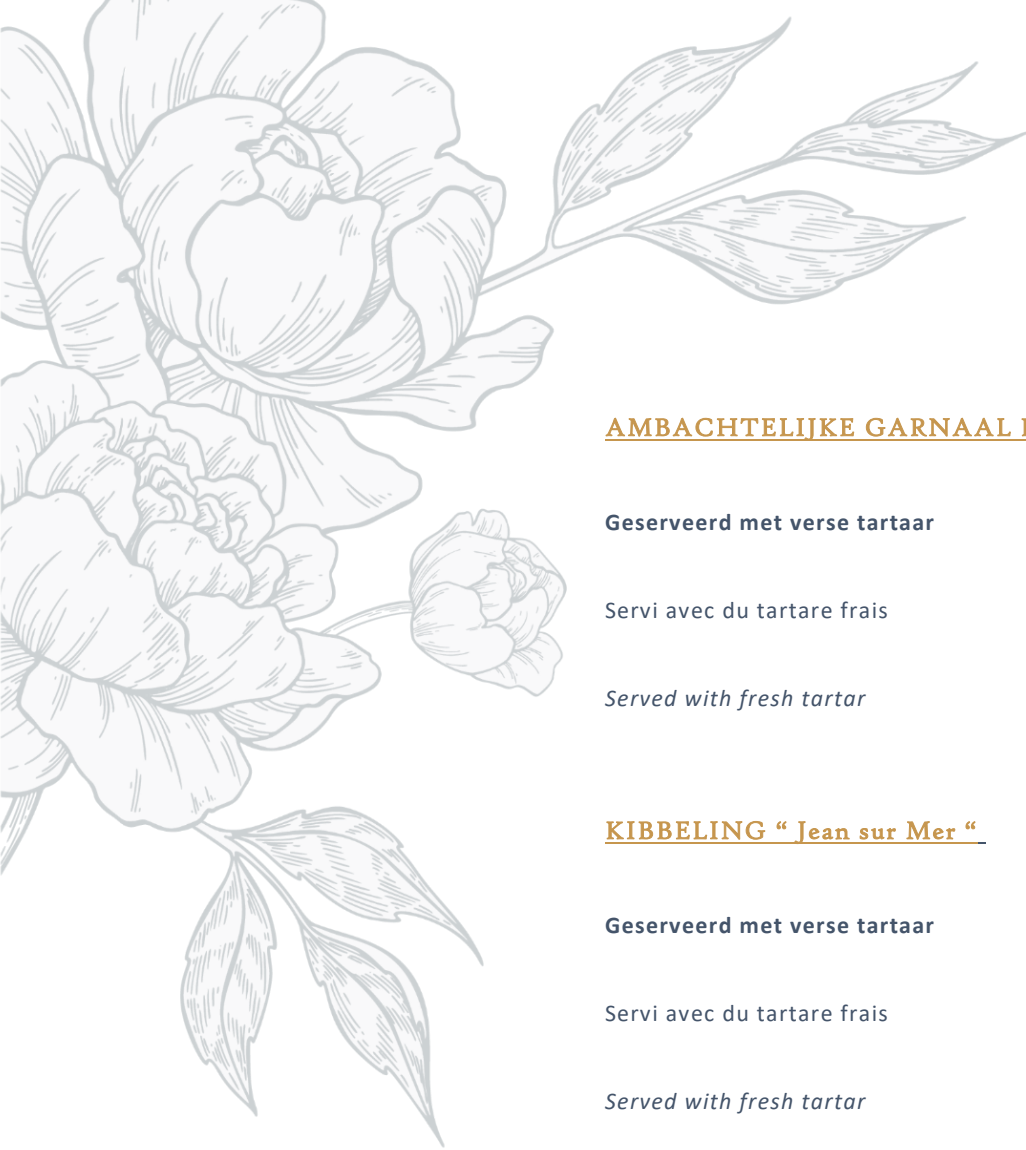 AMBACHTELIJKE GARNAAL
Geserveerd met verse tartaar
Servi avec du tartare frais
Served with fresh tartar
KIBBELING “ Jean sur Mer “
Geserveerd met verse tartaar
Servi avec du tartare frais
Served with fresh tartar